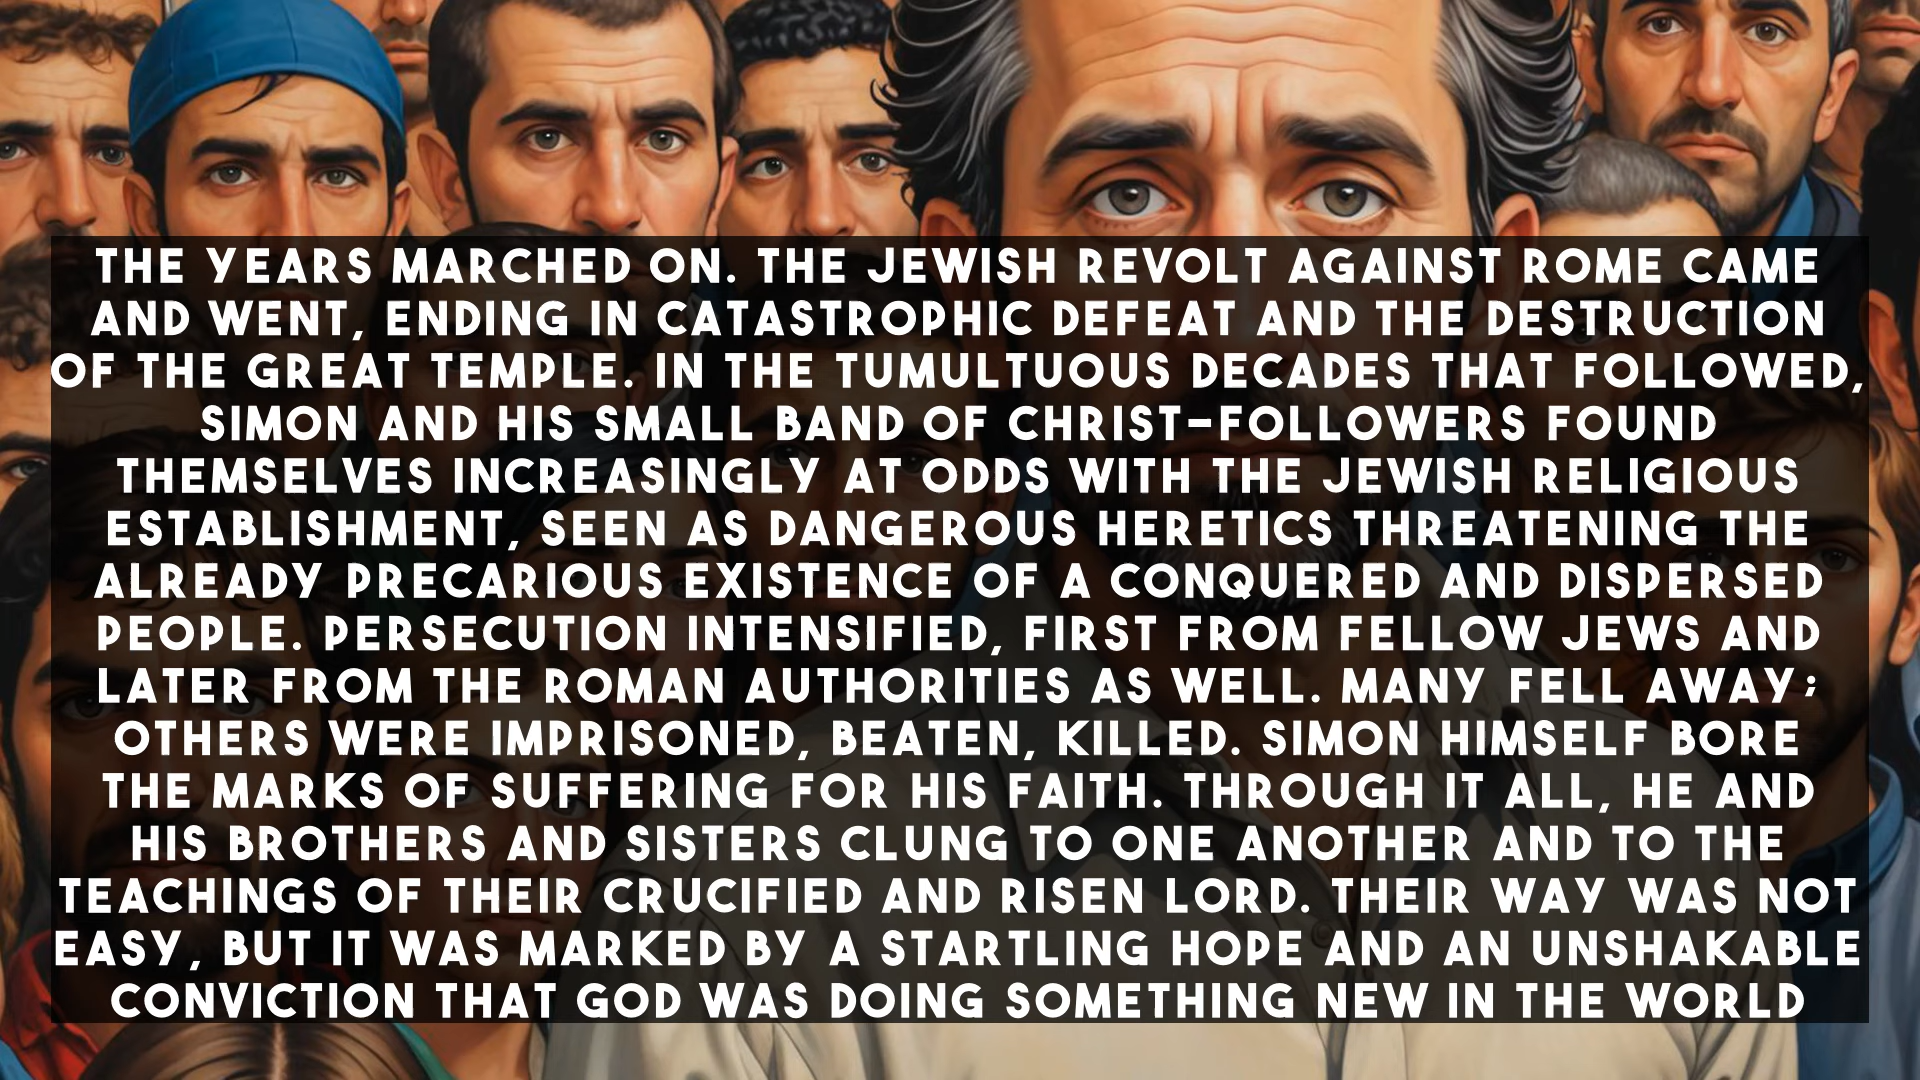 THE YEARS MARCHED ON. THE JEWISH REVOLT AGAINST ROME CAME
AND WENT, ENDING IN CATASTROPHIC DEFEAT AND THE DESTRUCTION
OF THE GREAT TEMPLE. IN THE TUMULTUOUS DECADES THAT FOLLOWED,
SIMON AND HIS SMALL BAND OF CHRIST-FOLLOWERS FOUND
THEMSELVES INCREASINGLY AT ODDS WITH THE JEWISH RELIGIOUS
ESTABLISHMENT, SEEN AS DANGEROUS HERETICS THREATENING THE
ALREADY PRECARIOUS EXISTENCE OF A CONQUERED AND DISPERSED
PEOPLE. PERSECUTION INTENSIFIED, FIRST FROM FELLOW JEWS AND
LATER FROM THE ROMAN AUTHORITIES AS WELL. MANY FELL AWAY;
OTHERS WERE IMPRISONED, BEATEN, KILLED. SIMON HIMSELF BORE
THE MARKS OF SUFFERING FOR HIS FAITH. THROUGH IT ALL, HE AND
HIS BROTHERS AND SISTERS CLUNG TO ONE ANOTHER AND TO THE
TEACHINGS OF THEIR CRUCIFIED AND RISEN LORD. THEIR WAY WAS NOT
EASY, BUT IT WAS MARKED BY A STARTLING HOPE AND AN UNSHAKABLE
CONVICTION THAT GOD WAS DOING SOMETHING NEW IN THE WORLD